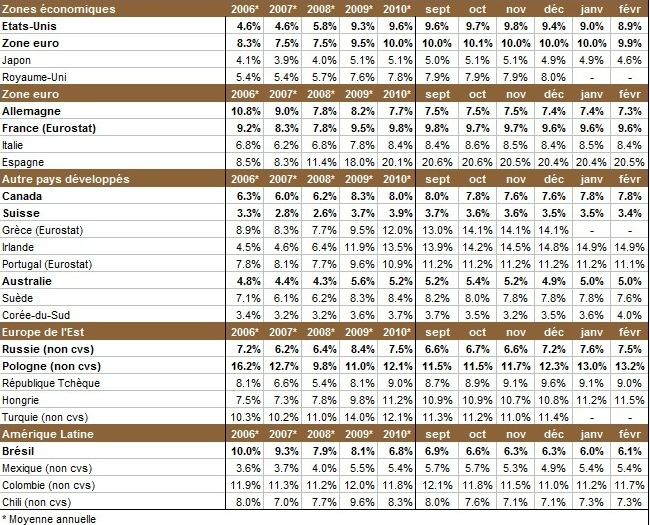 Zones économiques 2006* 2007* 2008* 2009* 2010* sept oct nov déc janv févr
Etats-Unis 4.6% 4.6% 5.8% 9.3% 9.6% 9.6% 9.7% 9.8% 9.4% 9.0% 8.9%
Zone euro 8.3% 7.5% 7.5% 9.5% 10.0% 10.0% 10.1% 10.0% 10.0% 10.0% 9.9%
Japon 4.1% 3.9% 4.0% 5.1% 5.1% 5.0% 5.1% 5.1% 4.9% 4.9% 4.6%
Royaume-Uni 5.4% 5.4% 5.7% 7.6% 7.8% 7.9% 7.9% 7.9% 8.0% - -
Zone euro 2006* 2007* 2008* 2009* 2010* sept oct nov déc janv févr
Allemagne 10.8% 9.0% 7.8% 8.2% 7.7% 7.5% 7.5% 7.5% 7.4% 7.4% 7.3%
France (Eurostat) 9.2% 8.3% 7.8% 9.5% 9.8% 9.8% 9.7% 9.7% 9.6% 9.6% 9.6%
Italie 6.8% 6.2% 6.8% 7.8% 8.4% 8.4% 8.6% 8.5% 8.4% 8.5% 8.4%
Espagne 8.5% 8.3% 11.4% 18.0% 20.1% 20.6% 20.6% 20.5% 20.4% 20.4% 20.5%
Autre pays développés 2006* 2007* 2008* 2009* 2010* sept oct nov déc janv févr
Canada 6.3% 6.0% 6.2% 8.3% 8.0% 8.0% 7.8% 7.6% 7.6% 7.8% 7.8%
Suisse 3.3% 2.8% 2.6% 3.7% 3.9% 3.7% 3.6% 3.6% 3.5% 3.5% 3.4%
Grèce (Eurostat) 8.9% 8.3% 7.7% 9.5% 12.0% 13.0% 14.1% 14.1% 14.1% - -
Irlande 4.5% 4.6% 6.4% 11.9% 13.5% 13.9% 14.2% 14.5% 14.8% 14.9% 14.9%
Portugal (Eurostat) 7.8% 8.1% 7.7% 9.6% 10.9% 11.2% 11.2% 11.2% 11.2% 11.2% 11.1%
Australie 4.8% 4.4% 4.3% 5.6% 5.2% 5.2% 5.4% 5.2% 4.9% 5.0% 5.0%
Suède 7.1% 6.1% 6.2% 8.3% 8.4% 8.2% 8.0% 7.8% 7.8% 7.8% 7.6%
Corée-du-Sud 3.4% 3.2% 3.2% 3.6% 3.7% 3.7% 3.5% 3.2% 3.5% 3.6% 4.0%
Europe de l'Est 2006* 2007* 2008* 2009* 2010* sept oct nov déc janv févr
Russie (non cvs) 7.2% 6.2% 6.4% 8.4% 7.5% 6.6% 6.7% 6.6% 7.2% 7.6% 7.5%
Pologne (non cvs) 16.2% 12.7% 9.8% 11.0% 12.1% 11.5% 11.5% 11.7% 12.3% 13.0% 13.2%
République Tchèque 8.1% 6.6% 5.4% 8.1% 9.0% 8.7% 8.9% 9.1% 9.6% 9.1% 9.0%
Hongrie 7.5% 7.3% 7.8% 9.8% 11.2% 10.9% 10.9% 10.7% 10.8% 11.2% 11.5%
Turquie (non cvs) 10.3% 10.2% 11.0% 14.0% 12.1% 11.3% 11.2% 11.0% 11.4% - -
Amérique Latine 2006* 2007* 2008* 2009* 2010* sept oct nov déc janv févr
Brésil 10.0% 9.3% 7.9% 8.1% 6.8% 6.9% 6.6% 6.3% 6.3% 6.0% 6.1%
Mexique (non cvs) 3.6% 3.7% 4.0% 5.5% 5.4% 5.7% 5.7% 5.3% 4.9% 5.4% 5.4%
Colombie (non cvs) 11.9% 11.3% 11.2% 12.0% 11.8% 12.1% 11.8% 11.5% 11.0% 11.2% 11.7%
Chili (non cvs) 8.0% 7.0% 7.7% 9.6% 8.3% 8.0% 7.6% 7.1% 7.1% 7.3% 7.3%
* Moyenne annuelle